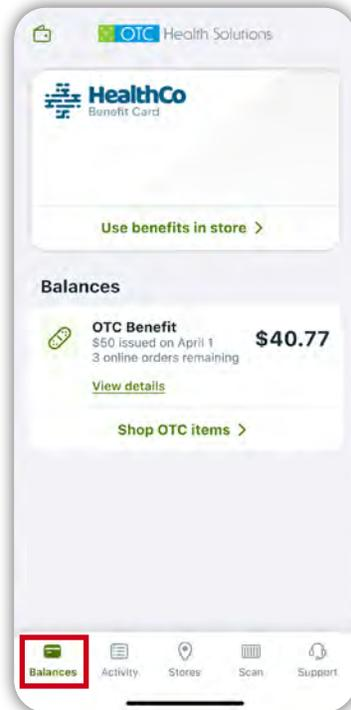 OTC Health Solutions
HealthCo
Benefit Card
Use benefits in store >
Balances
OTC Benefit
$50 issued on April 1
3 online orders remaining
$40.77
View details
Shop OTC items >
Balances
Activity
Stores
Scan
Support